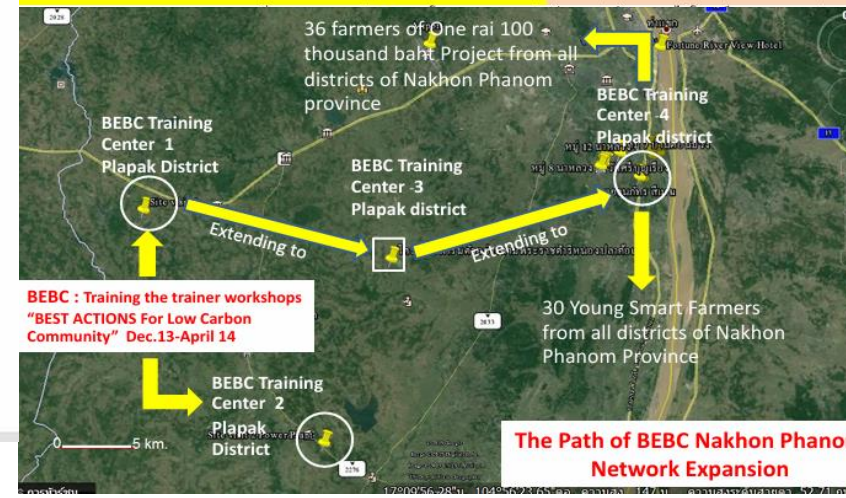 36 farmers of One rai 100
thousand baht Project from all
districts of Nakhon Phanom
province
Fortune River View Hotel
BEBC Training
Center 1
Plapak District
BEBC Training
Center -3
Plapak district
BEBC Training
Center -4
Plapak district
Extending to
Extending to
BEBC : Training the trainer workshops
"BEST ACTIONS For Low Carbon
Community" Dec.13-April 14
30 Young Smart Farmers
from all districts of Nakhon
Phanom Province
2033
BEBC Training
Center 2
Plapak
District
0 5 km.
2276
The Path of BEBC Nakhon Phano
Network Expansion